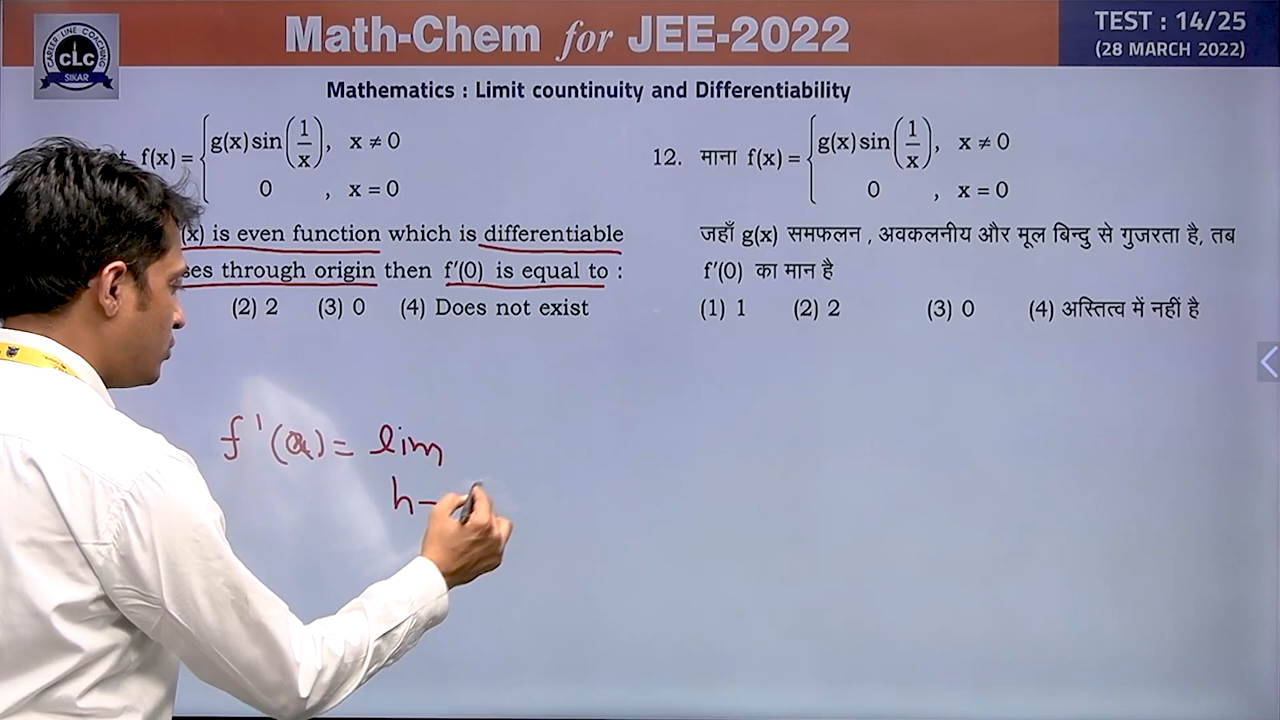 Math-Chem for JEE-2022
TEST : 14/25
(28 MARCH 2022)
CAREER LINE COACHING
CLC
SIKAR
Mathematics : Limit countinuity and Differentiability
f(x) = { g(x) sin(1/x), x ≠ 0
0 , x = 0
(x) is even function which is differentiable
ses through origin then f'(0) is equal to :
(2) 2 (3) 0 (4) Does not exist
f'(a) = lim
h
12. माना f(x) = { g(x) sin(1/x), x ≠ 0
0 , x = 0
जहाँ g(x) समफलन , अवकलनीय और मूल बिन्दु से गुजरता है, तब
f'(0) का मान है
(1) 1 (2) 2 (3) 0 (4) अस्तित्व में नहीं है